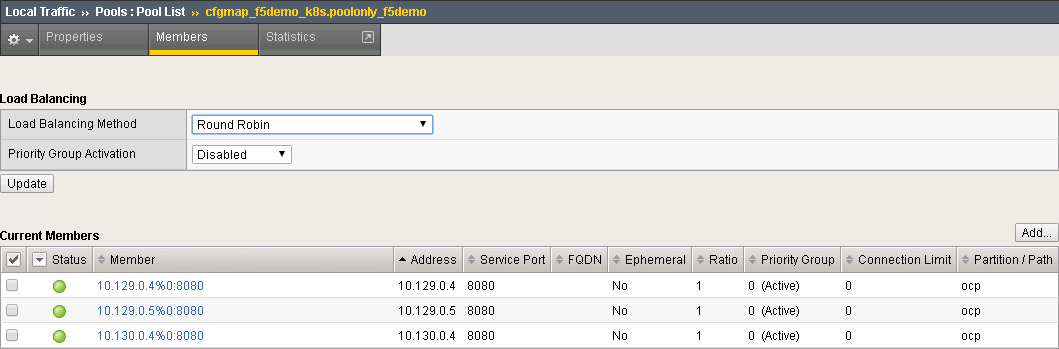 Local Traffic ›› Pools : Pool List ›› cfgmap_f5demo_k8s.poolonly_f5demo
Properties Members Statistics
Load Balancing
Load Balancing Method Round Robin
Priority Group Activation Disabled
Update
Current Members Add...
Status Member Address Service Port FQDN Ephemeral Ratio Priority Group Connection Limit Partition / Path
10.129.0.4%0:8080 10.129.0.4 8080 No 1 0 (Active) 0 ocp
10.129.0.5%0:8080 10.129.0.5 8080 No 1 0 (Active) 0 ocp
10.130.0.4%0:8080 10.130.0.4 8080 No 1 0 (Active) 0 ocp